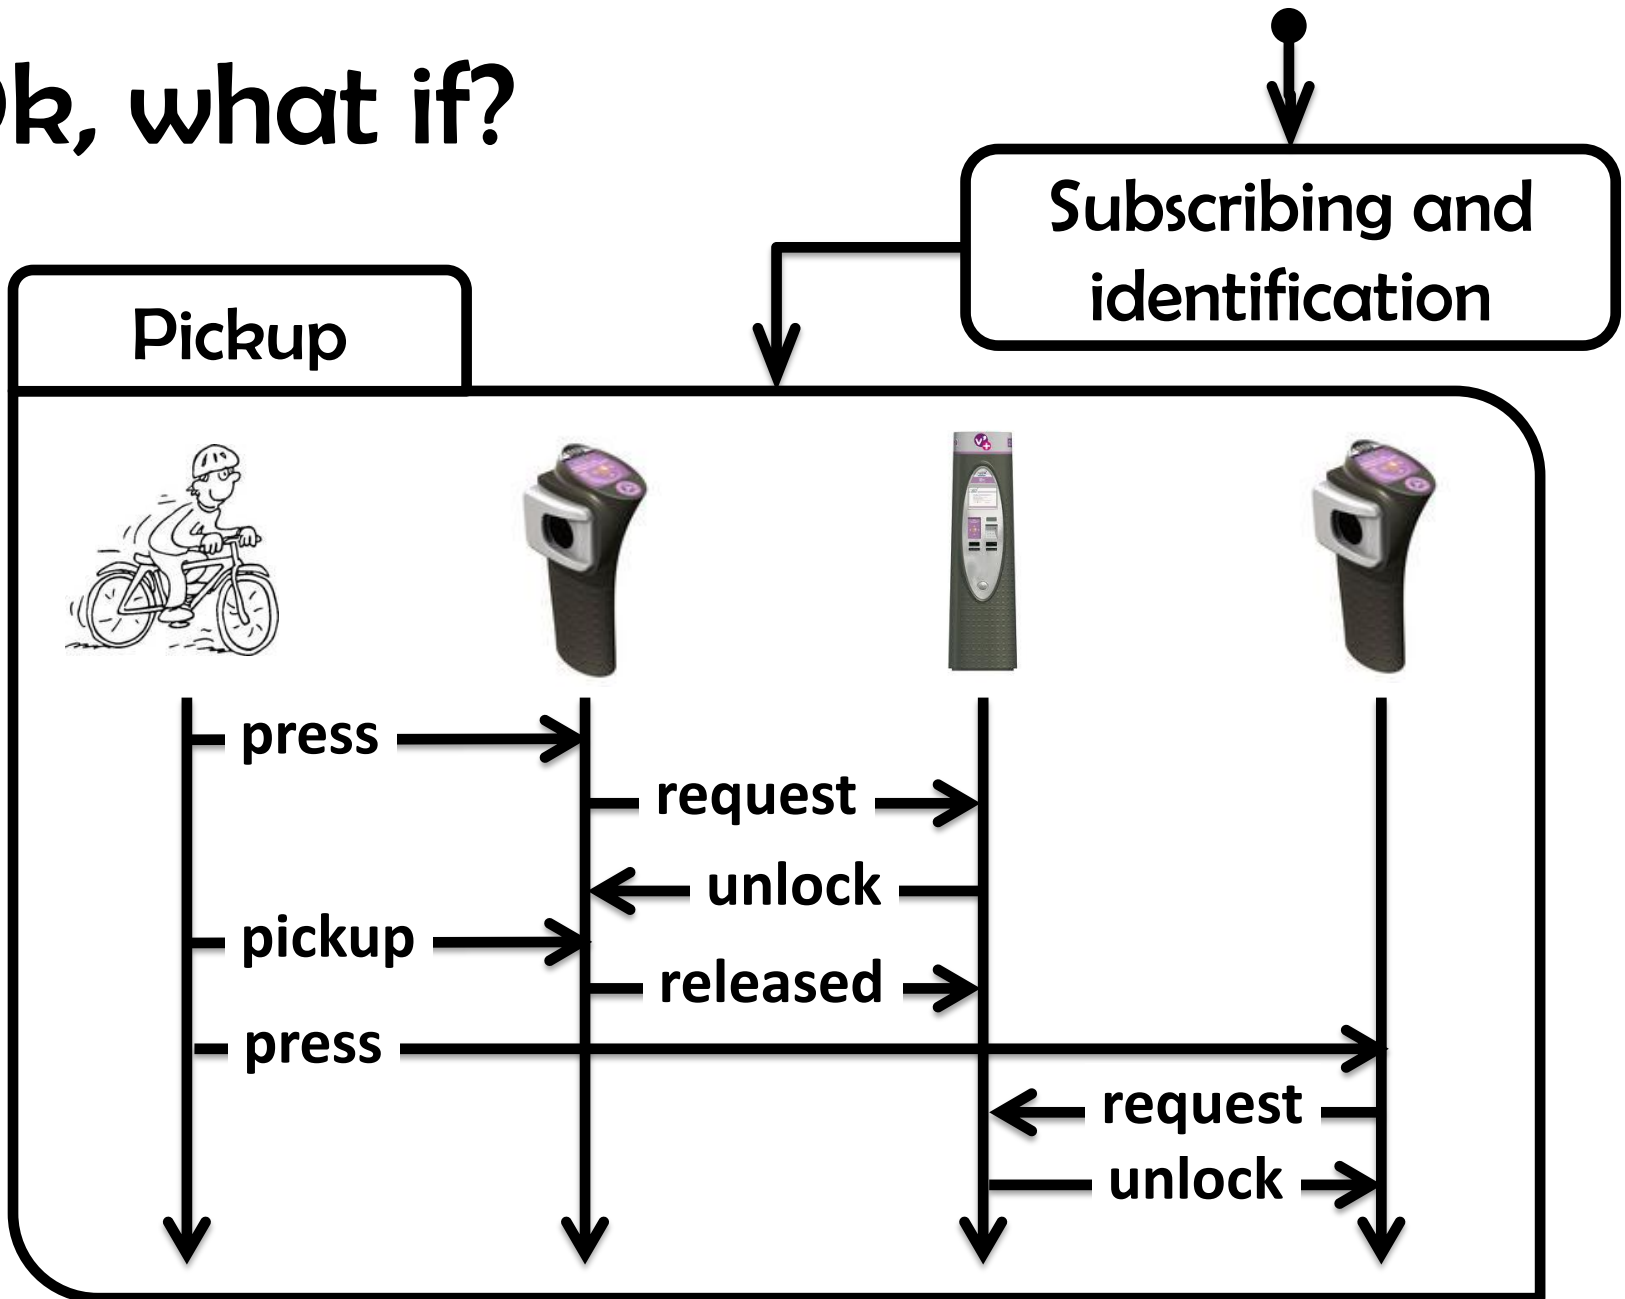 k, what if?
Subscribing and
identification
Pickup
press
request
unlock
pickup
released
press
request
unlock